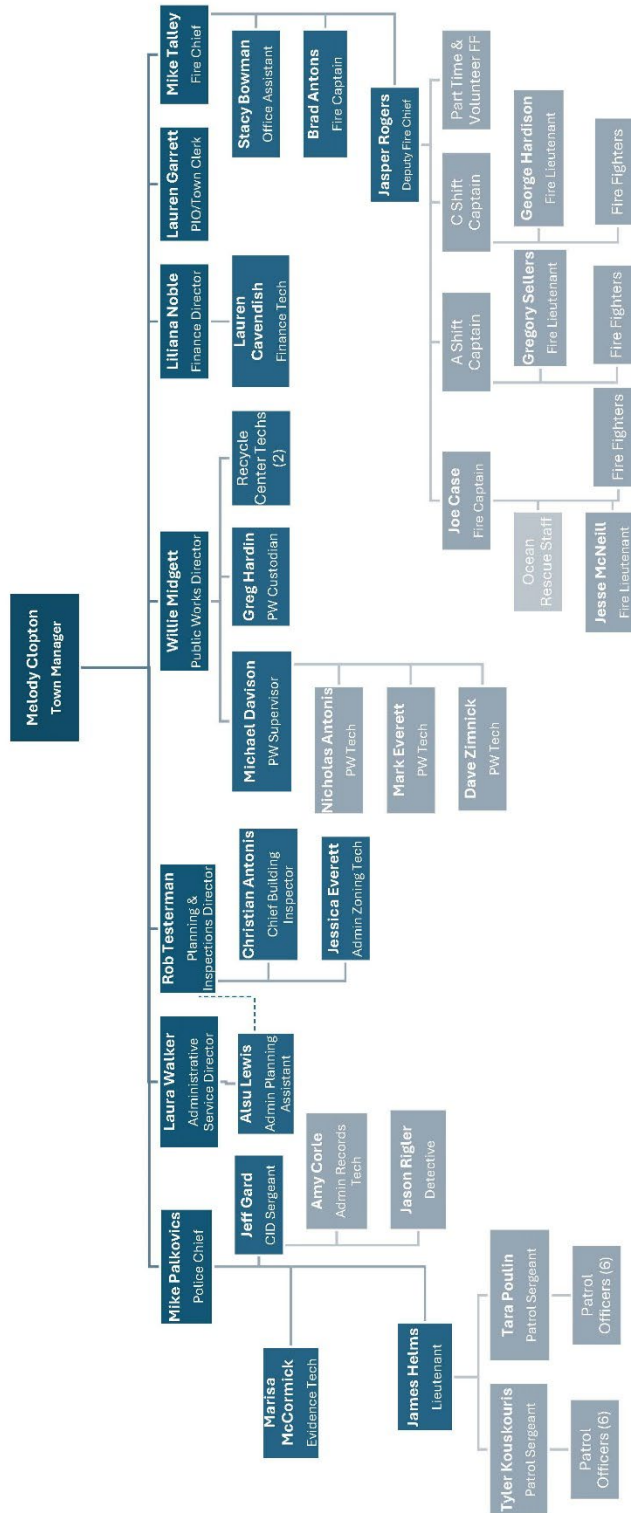 Melody Clopton
Town Manager
Mike Palkovics
Police Chief
Laura Walker
Administrative
Service Director
Rob Testerman
Planning &
Inspections Director
Willie Midgett
Public Works Director
Liliana Noble
Finance Director
Lauren Garrett
PIO/Town Clerk
Mike Talley
Fire Chief
Marisa
McCormick
Evidence Tech
Jeff Gard
CID Sergeant
Amy Corle
Admin Records
Tech
Jason Rigler
Detective
James Helms
Lieutenant
Tyler Kouskouris
Patrol Sergeant
Patrol
Officers (6)
Tara Poulin
Patrol Sergeant
Patrol
Officers (6)
Alsu Lewis
Admin Planning
Assistant
Christian Antonis
Chief Building
Inspector
Jessica Everett
Admin Zoning Tech
Michael Davison
PW Supervisor
Nicholas Antonis
PW Tech
Mark Everett
PW Tech
Dave Zimnick
PW Tech
Greg Hardin
PW Custodian
Recycle
Center Techs
(2)
Lauren
Cavendish
Finance Tech
Stacy Bowman
Office Assistant
Brad Antons
Fire Captain
Jasper Rogers
Deputy Fire Chief
Joe Case
Fire Captain
Ocean
Rescue Staff
Jesse McNeill
Fire Lieutenant
Fire Fighters
A Shift
Captain
Gregory Sellers
Fire Lieutenant
Fire Fighters
C Shift
Captain
George Hardison
Fire Lieutenant
Fire Fighters
Part Time &
Volunteer FF